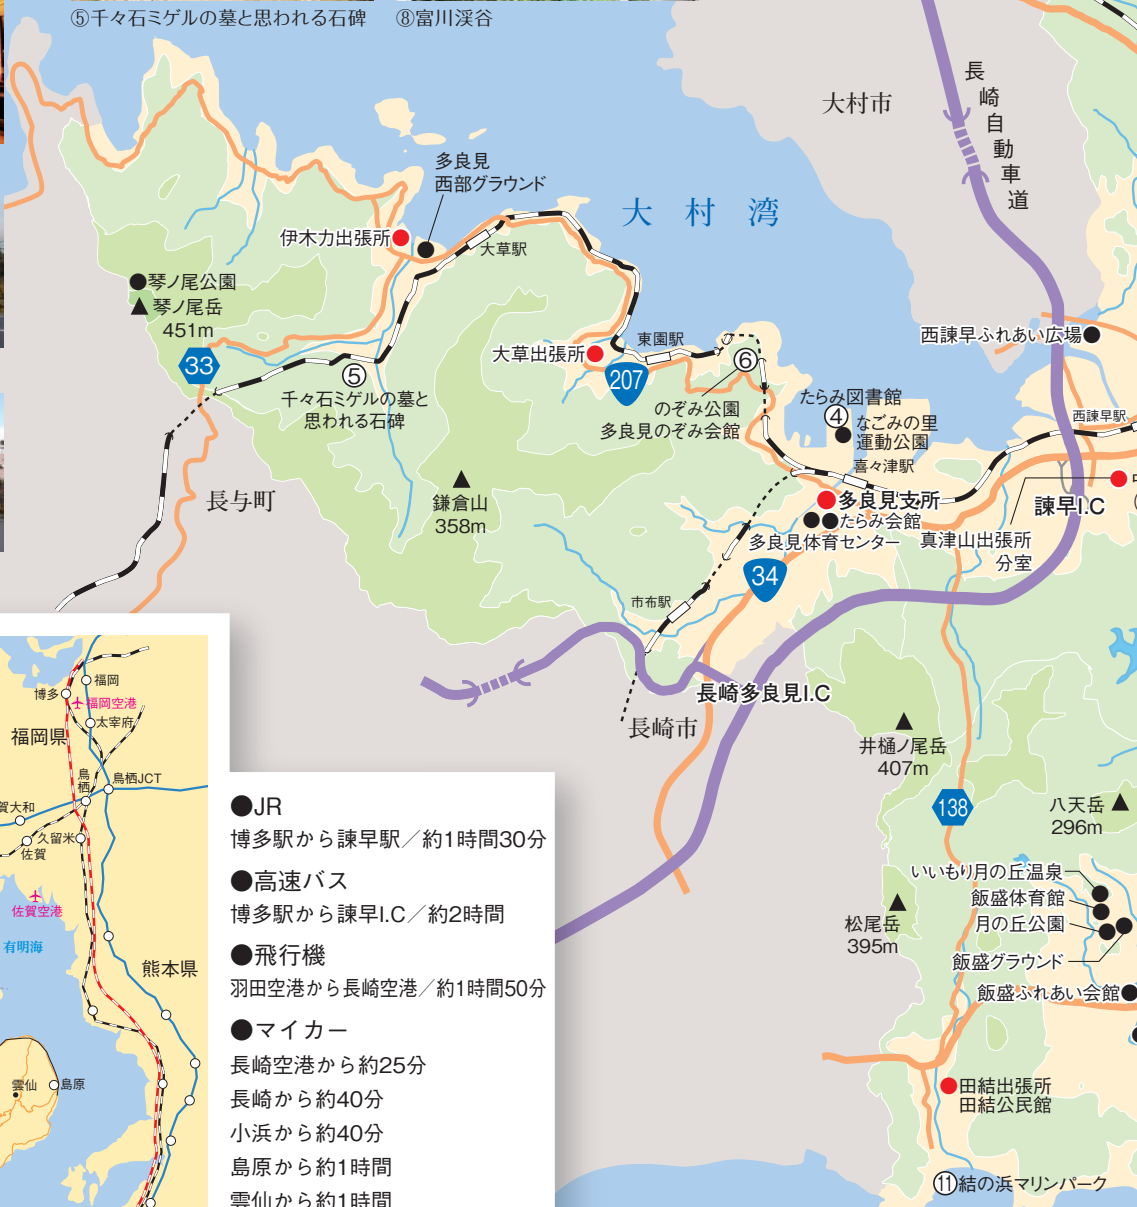 ⑤千々石ミゲルの墓と思われる石碑
⑧富川渓谷
大村市
長崎自動車道
大村湾
多良見
西部グラウンド
伊木力出張所
大草駅
●琴ノ尾公園
▲琴ノ尾岳
451m
33
⑤
千々石ミゲルの墓と
思われる石碑
大草出張所
東園駅
207
⑥
のぞみ公園
多良見のぞみ会館
西諫早ふれあい広場●
たらみ図書館
④
なごみの里
運動公園
西諫早駅
喜々津駅
長与町
▲
鎌倉山
358m
多良見支所
●●たらみ会館
多良見体育センター
諫早I.C
真津山出張所
分室
34
市布駅
長崎多良見I.C
長崎市
▲
井樋ノ尾岳
407m
138
八天岳▲
296m
いいもり月の丘温泉
飯盛体育館
月の丘公園
飯盛グラウンド
▲
松尾岳
395m
飯盛ふれあい会館●
田結出張所
田結公民館
⑪結の浜マリンパーク
福岡
博多
福岡空港
太宰府
福岡県
鳥栖
鳥栖JCT
賀大和
久留米
佐賀
佐賀空港
有明海
熊本県
雲仙
島原
●JR
博多駅から諫早駅／約1時間30分
●高速バス
博多駅から諫早I.C／約2時間
●飛行機
羽田空港から長崎空港／約1時間50分
●マイカー
長崎空港から約25分
長崎から約40分
小浜から約40分
島原から約1時間
雲仙から約1時間